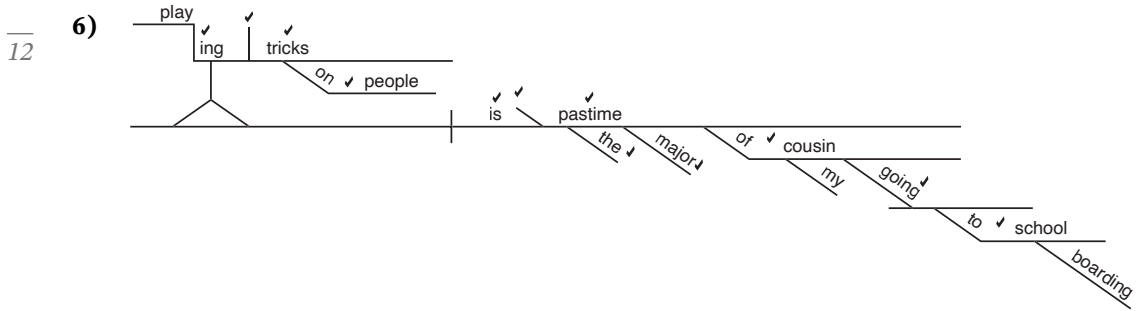 12
6)
play
ing
tricks
on
people
is
pastime
the
major
of
cousin
my
going
to
school
boarding